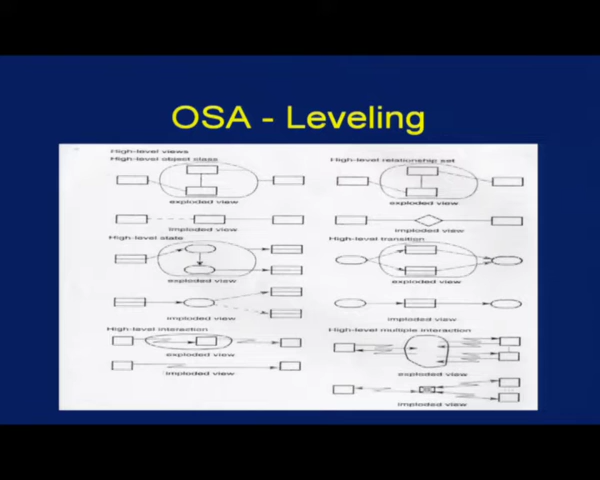 OSA - Leveling
High-level views
High-level object class
exploded view
imploded view
High-level state
exploded view
imploded view
High-level interaction
exploded view
imploded view
High-level relationship set
exploded view
imploded view
High-level transition
exploded view
imploded view
High-level multiple interaction
exploded view
imploded view